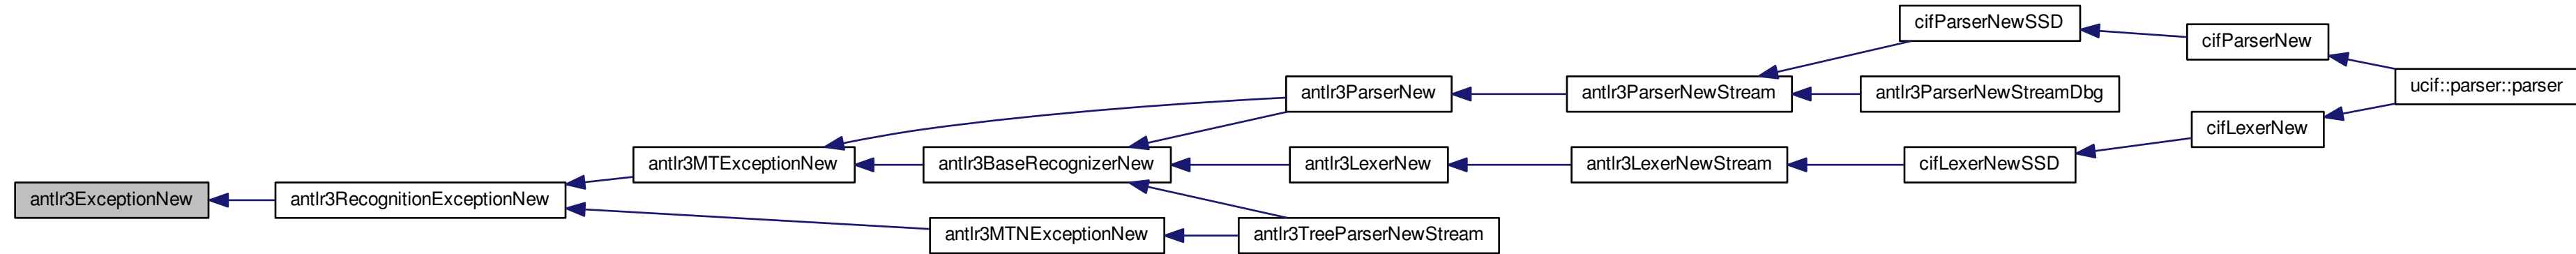 antlr3ExceptionNew
antlr3RecognitionExceptionNew
antlr3MTExceptionNew
antlr3MTNExceptionNew
antlr3BaseRecognizerNew
antlr3ParserNew
antlr3LexerNew
antlr3TreeParserNewStream
antlr3ParserNewStream
antlr3LexerNewStream
cifParserNewSSD
antlr3ParserNewStreamDbg
cifLexerNewSSD
cifParserNew
cifLexerNew
ucif::parser::parser